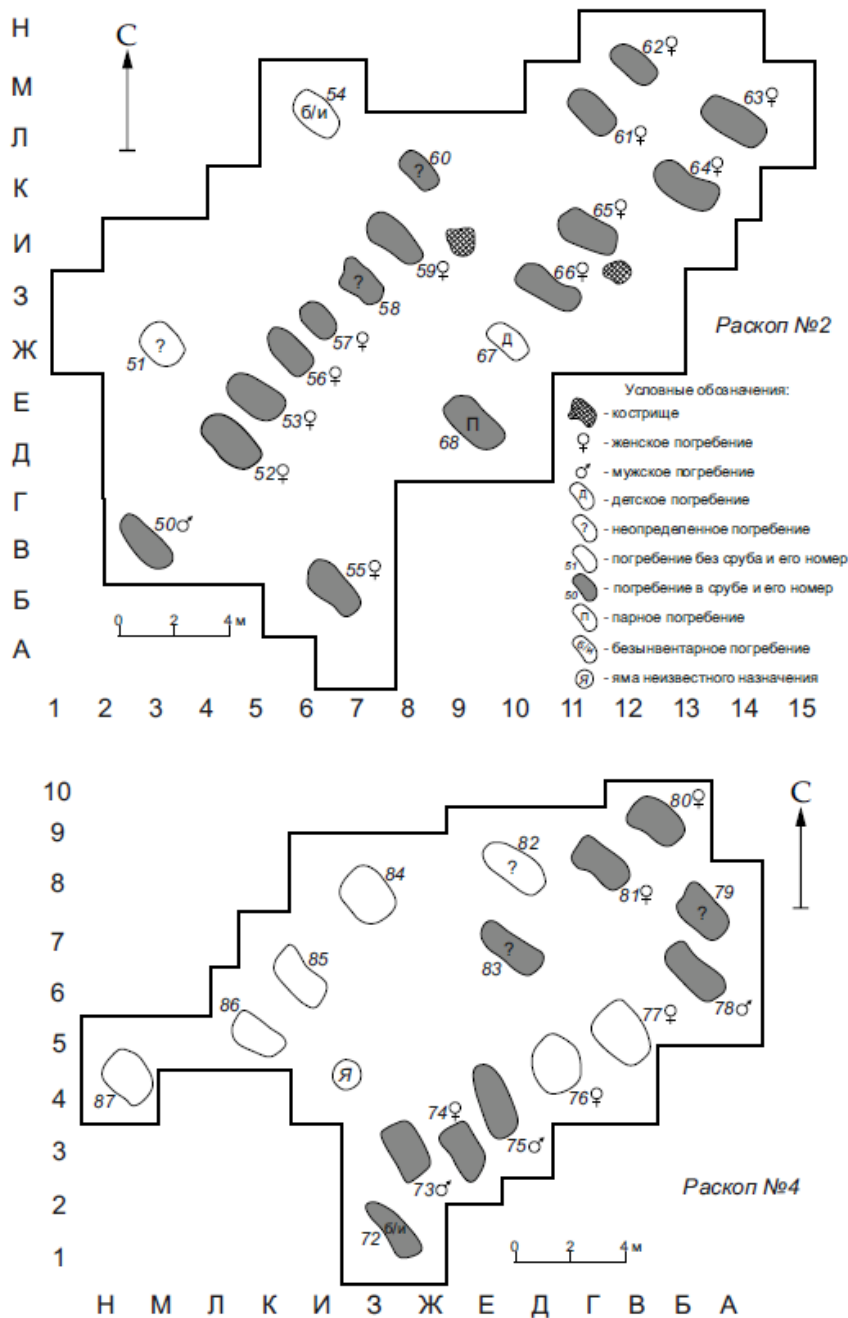 Н
С
62♀
М
54
б/и
63♀
61♀
Л
60
?
64♀
К
65♀
И
59♀
66♀
?
58
З
Раскоп №2
57♀
?
51
Д
67
Ж
56♀
Условные обозначения:
Е
- кострище
53♀
♀ - женское погребение
П
68
Д
52♀
♂ - мужское погребение
Д - детское погребение
Г
50♂
? - неопределенное погребение
В
51 - погребение без сруба и его номер
55♀
50 - погребение в срубе и его номер
Б
0 2 4 м
П - парное погребение
А
б/и - безынвентарное погребение
Я - яма неизвестного назначения
1 2 3 4 5 6 7 8 9 10 11 12 13 14 15
10
С
80♀
9
82
?
84
8
81♀
79
?
7
85
?
83
6
86
77♀
78♂
5
Я
87
4
76♀
74♀
75♂
3
73♂
Раскоп №4
2
б/и
72
0 2 4 м
1
Н М Л К И З Ж Е Д Г В Б А